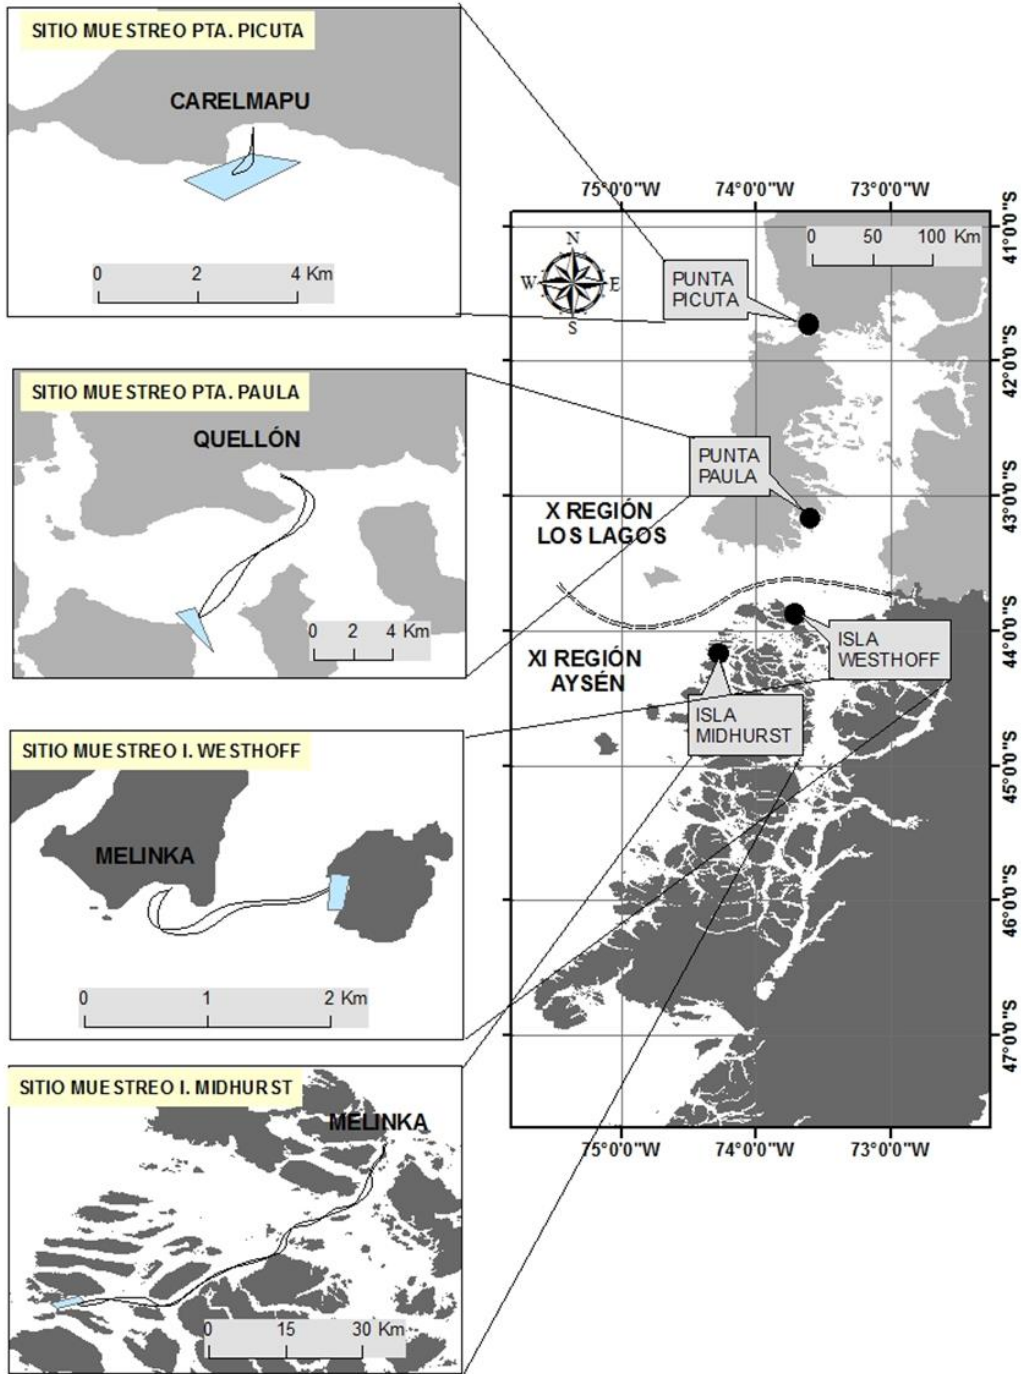 SITIO MUESTREO PTA. PICUTA
CARELMAPU
0 2 4 Km
SITIO MUESTREO PTA. PAULA
QUELLÓN
0 2 4 Km
SITIO MUESTREO I. WESTHOFF
MELINKA
0 1 2 Km
SITIO MUESTREO I. MIDHURST
MELINKA
0 15 30 Km
75°0'0"W 74°0'0"W 73°0'0"W
N
W E
S
0 50 100 Km
PUNTA
PICUTA
PUNTA
PAULA
X REGIÓN
LOS LAGOS
XI REGIÓN
AYSÉN
ISLA
WESTHOFF
ISLA
MIDHURST
41°0'0"S
42°0'0"S
43°0'0"S
44°0'0"S
45°0'0"S
46°0'0"S
47°0'0"S
75°0'0"W 74°0'0"W 73°0'0"W